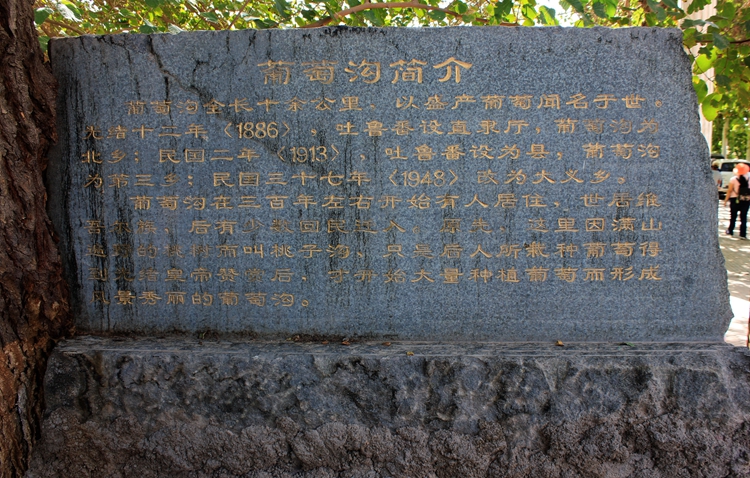 葡萄沟简介
葡萄沟全长十余公里，以盛产葡萄闻名于世。
光绪十二年〈1886〉，吐鲁番设直隶厅，葡萄沟为
北乡；民国二年〈1913〉，吐鲁番设为县，葡萄沟
为第三乡；民国三十七年〈1948〉改为大义乡。
葡萄沟在三百年左右开始有人居住，世居维
吾尔族，后有少数回民迁入。原先，这里因满山
的桃树而叫桃子沟，只是后人所栽种葡萄得
到光绪皇帝赞赏后，才开始大量种植葡萄而形成
风景秀丽的葡萄沟。